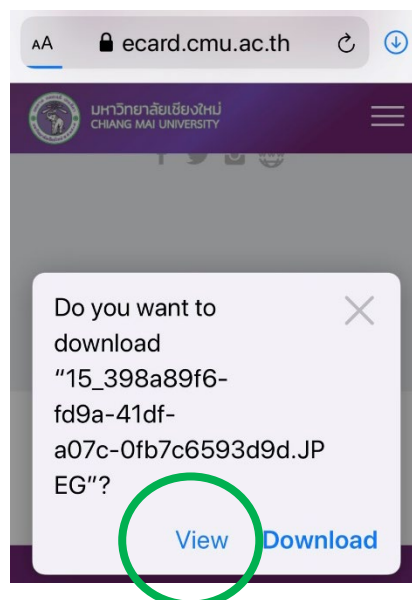 AA ecard.cmu.ac.th
มหาวิทยาลัยเชียงใหม่
CHIANG MAI UNIVERSITY
Do you want to
download
“15_398a89f6-
fd9a-41df-
a07c-0fb7c6593d9d.JP
EG”?
View Download